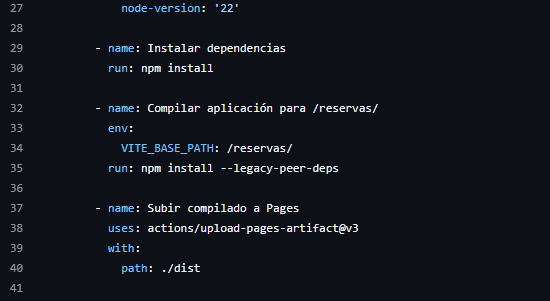 27 node-version: '22'
28
29 - name: Instalar dependencias
30 run: npm install
31
32 - name: Compilar aplicación para /reservas/
33 env:
34 VITE_BASE_PATH: /reservas/
35 run: npm install --legacy-peer-deps
36
37 - name: Subir compilado a Pages
38 uses: actions/upload-pages-artifact@v3
39 with:
40 path: ./dist
41